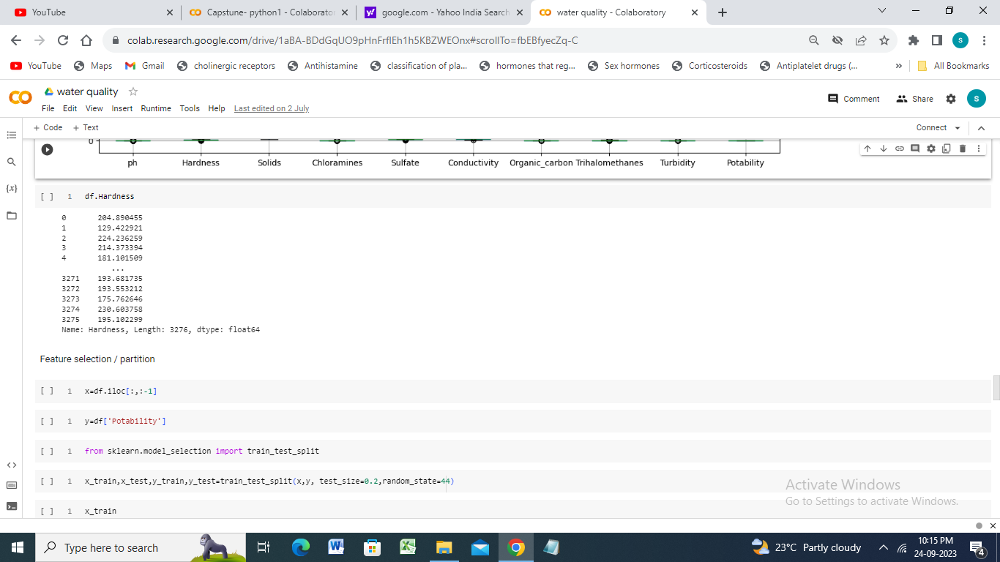 YouTube
Capstune- python1 - Colaborato
google.com - Yahoo India Search
water quality - Colaboratory
colab.research.google.com/drive/1aBA-BDdGqUO9pHnFrflEh1h5KBZWEOnx#scrollTo=fbEBfyecZq-C
S
YouTube Maps Gmail cholinergic receptors Antihistamine classification of pla... hormones that reg... Sex hormones Corticosteroids Antiplatelet drugs (... » All Bookmarks
water quality
File Edit View Insert Runtime Tools Help Last edited on 2 July
Comment Share S
+ Code + Text
Connect
0
ph Hardness Solids Chloramines Sulfate Conductivity Organic_carbon Trihalomethanes Turbidity Potability
{x}
[ ] 1 df.Hardness
0 204.890455
1 129.422921
2 224.236259
3 214.373394
4 181.101509
...
3271 193.681735
3272 193.553212
3273 175.762646
3274 230.603758
3275 195.102299
Name: Hardness, Length: 3276, dtype: float64
Feature selection / partition
[ ] 1 x=df.iloc[:,:-1]
[ ] 1 y=df['Potability']
[ ] 1 from sklearn.model_selection import train_test_split
[ ] 1 x_train,x_test,y_train,y_test=train_test_split(x,y, test_size=0.2,random_state=44)
[ ] 1 x_train
Activate Windows
Go to Settings to activate Windows.
Type here to search
23°C Partly cloudy
10:15 PM
24-09-2023
4